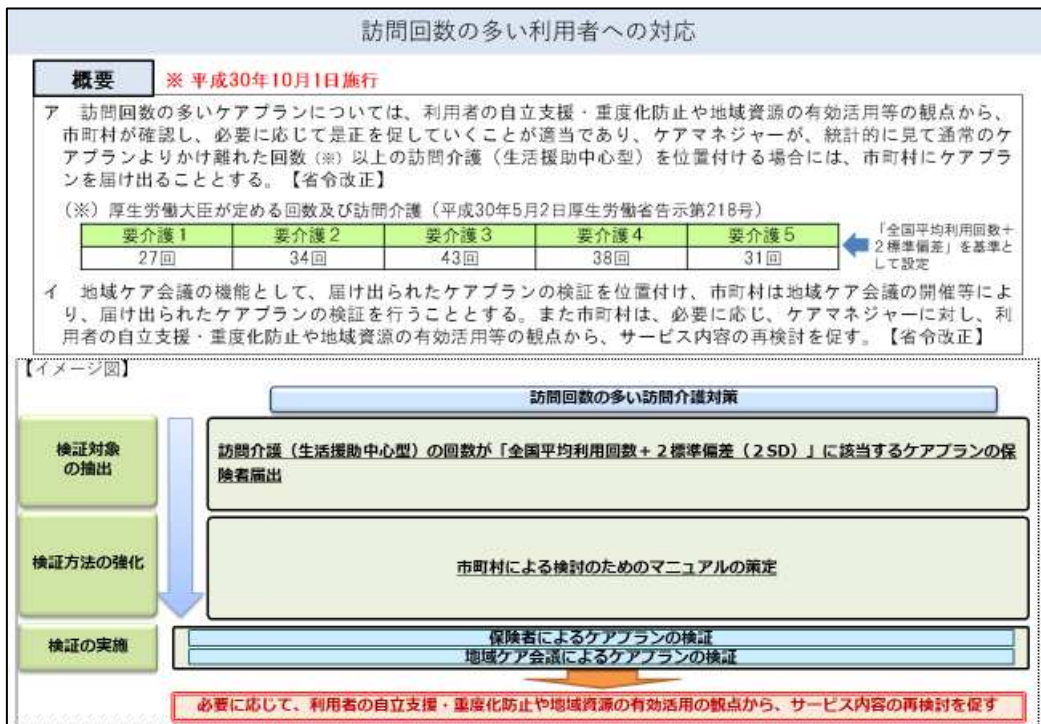 訪問回数の多い利用者への対応
概要
※ 平成30年10月1日施行
ア 訪問回数の多いケアプランについては、利用者の自立支援・重度化防止や地域資源の有効活用等の観点から、
市町村が確認し、必要に応じて是正を促していくことが適当であり、ケアマネジャーが、統計的に見て通常のケ
アプランよりかけ離れた回数（※）以上の訪問介護（生活援助中心型）を位置付ける場合には、市町村にケアプラ
ンを届け出ることとする。【省令改正】
（※）厚生労働大臣が定める回数及び訪問介護（平成30年5月2日厚生労働省告示第218号）
要介護1 要介護2 要介護3 要介護4 要介護5
27回 34回 43回 38回 31回
「全国平均利用回数＋
２標準偏差」を基準と
して設定
イ 地域ケア会議の機能として、届け出られたケアプランの検証を位置付け、市町村は地域ケア会議の開催等によ
り、届け出られたケアプランの検証を行うこととする。また市町村は、必要に応じ、ケアマネジャーに対し、利
用者の自立支援・重度化防止や地域資源の有効活用等の観点から、サービス内容の再検討を促す。【省令改正】
【イメージ図】
訪問回数の多い訪問介護対策
検証対象
の抽出
訪問介護（生活援助中心型）の回数が「全国平均利用回数＋２標準偏差（２SD）」に該当するケアプランの保
険者届出
検証方法の強化
市町村による検討のためのマニュアルの策定
検証の実施
保険者によるケアプランの検証
地域ケア会議によるケアプランの検証
必要に応じて、利用者の自立支援・重度化防止や地域資源の有効活用の観点から、サービス内容の再検討を促す